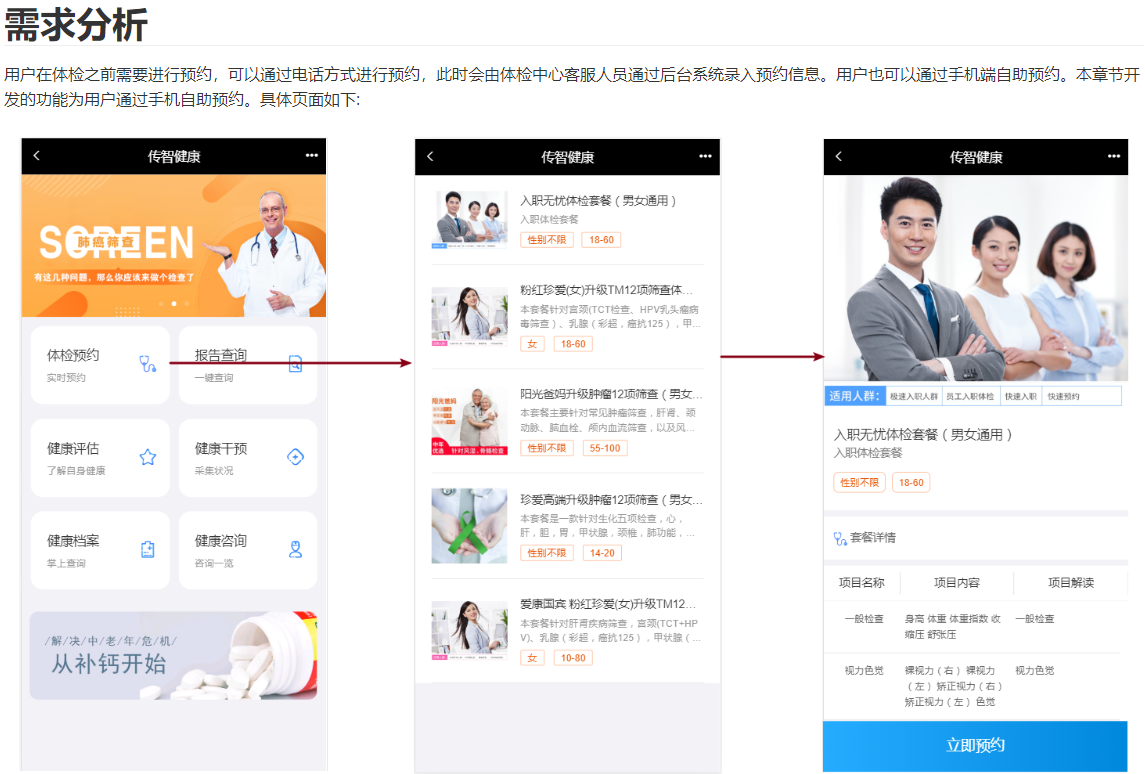 需求分析
用户在体检之前需要进行预约，可以通过电话方式进行预约，此时会由体检中心客服人员通过后台系统录入预约信息。用户也可以通过手机端自助预约。本章节开
发的功能为用户通过手机自助预约。具体页面如下:
传智健康
SCREEN
肺癌筛查
有这几种问题，那么你应该来做个检查了
体检预约
实时预约
报告查询
一键查询
健康评估
了解自身健康
健康干预
采集状况
健康档案
掌上查询
健康咨询
咨询一览
/解/决/中/老/年/危/机/
从补钙开始
传智健康
入职无忧体检套餐（男女通用）
入职体检套餐
性别不限 18-60
粉红珍爱(女)升级TM12项筛查体...
本套餐针对宫颈(TCT检查、HPV乳头瘤病
毒筛查）、乳腺（彩超，癌抗125），甲...
女 18-60
阳光爸妈
中年
优选
针对风湿、骨骼检查
阳光爸妈升级肿瘤12项筛查（男女...
本套餐主要针对常见肿瘤筛查，肝肾、颈
动脉、脑血栓、颅内血流筛查，以及风...
性别不限 55-100
珍爱高端升级肿瘤12项筛查（男女...
本套餐是一款针对生化五项检查，心，
肝，胆，胃，甲状腺，颈椎，肺功能，...
性别不限 14-20
爱康国宾 粉红珍爱(女)升级TM12...
本套餐针对肝肾疾病筛查，宫颈(TCT+HP
V)、乳腺（彩超，癌抗125），甲状腺（...
女 10-80
传智健康
适用人群： 极速入职人群 员工入职体检 快速入职 快速预约
入职无忧体检套餐（男女通用）
入职体检套餐
性别不限 18-60
套餐详情
项目名称 项目内容 项目解读
一般检查 身高 体重 体重指数 收 一般检查
缩压 舒张压
视力色觉 裸视力（右） 裸视力 视力色觉
（左） 矫正视力（右）
矫正视力（左） 色觉
立即预约